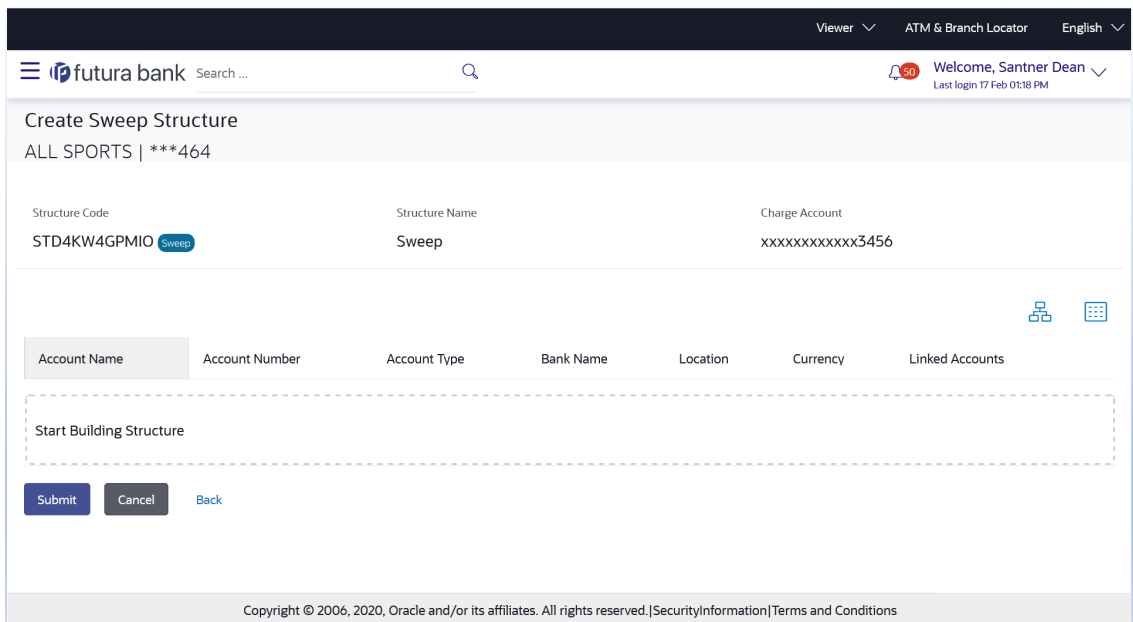 Viewer ATM & Branch Locator English
futura bank Search ... 50 Welcome, Santner Dean
Last login 17 Feb 01:18 PM
Create Sweep Structure
ALL SPORTS | ***464
Structure Code Structure Name Charge Account
STD4KW4GPMIO Sweep Sweep xxxxxxxxxxxx3456
Account Name Account Number Account Type Bank Name Location Currency Linked Accounts
Start Building Structure
Submit Cancel Back
Copyright © 2006, 2020, Oracle and/or its affiliates. All rights reserved.|SecurityInformation|Terms and Conditions